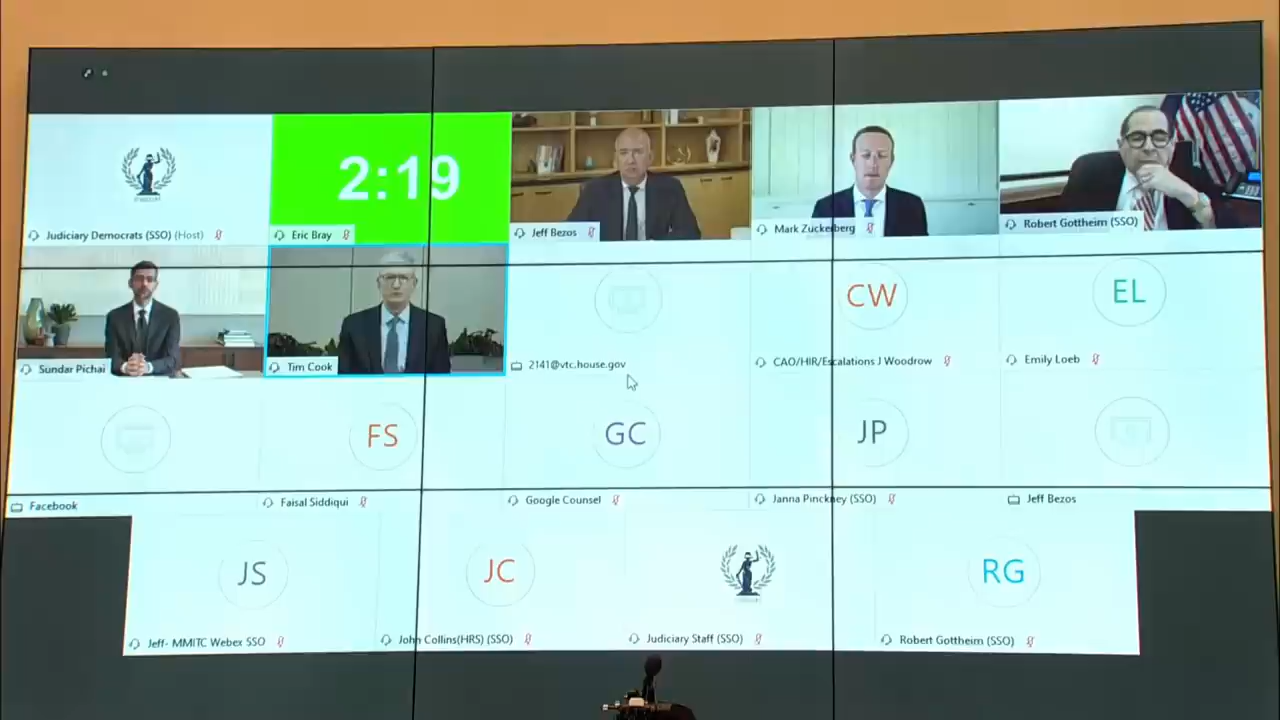 2:19
Judiciary Democrats (SSO) (Host)
Eric Bray
Jeff Bezos
Mark Zuckerberg
Robert Gottheim (SSO)
Sundar Pichai
Tim Cook
2141@vtc.house.gov
CW
CAO/HIR/Escalations J Woodrow
EL
Emily Loeb
Facebook
FS
Faisal Siddiqui
GC
Google Counsel
JP
Janna Pinckney (SSO)
Jeff Bezos
JS
Jeff- MMITC Webex SSO
JC
John Collins(HRS) (SSO)
Judiciary Staff (SSO)
RG
Robert Gottheim (SSO)